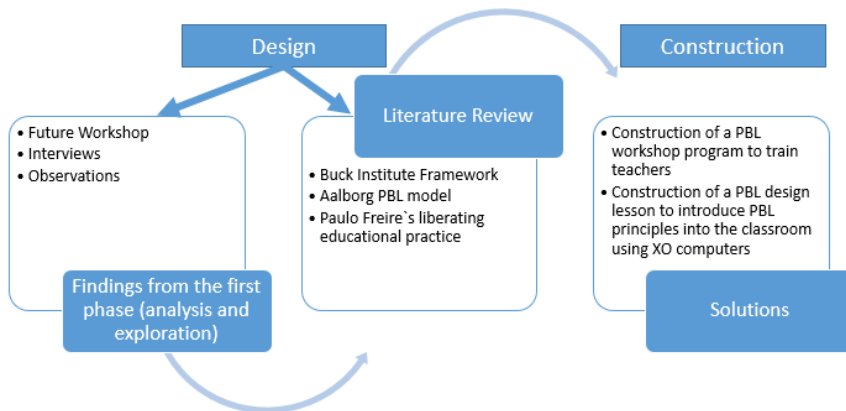 Design
Construction
• Future Workshop
• Interviews
• Observations
Findings from the first
phase (analysis and
exploration)
Literature Review
• Buck Institute Framework
• Aalborg PBL model
• Paulo Freire`s liberating
educational practice
• Construction of a PBL
workshop program to train
teachers
• Construction of a PBL design
lesson to introduce PBL
principles into the classroom
using XO computers
Solutions